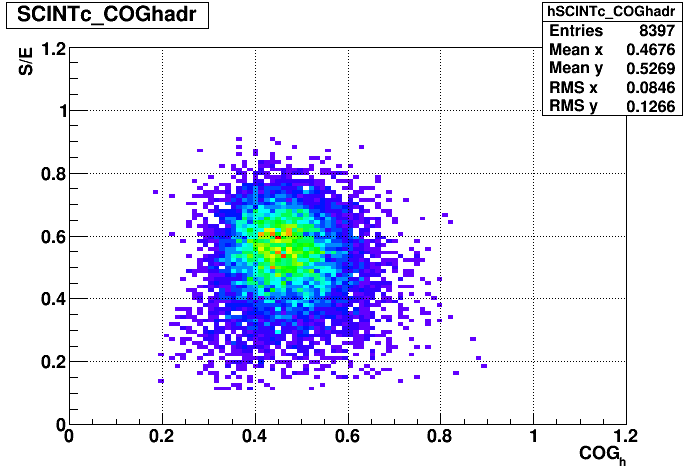 SCINTc_COGhadr
hSCINTc_COGhadr
Entries 8397
Mean x 0.4676
Mean y 0.5269
RMS x 0.0846
RMS y 0.1266
S/E
1.2
1
0.8
0.6
0.4
0.2
0
0 0.2 0.4 0.6 0.8 1 1.2
COGh